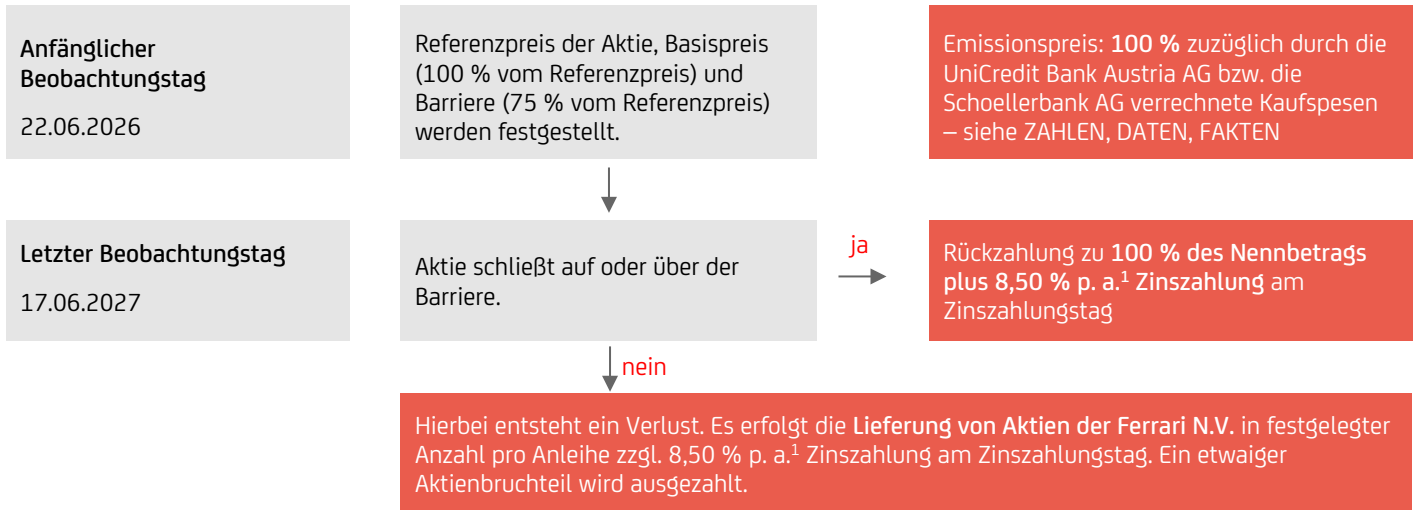 Anfänglicher
Beobachtungstag
22.06.2026
Referenzpreis der Aktie, Basispreis
(100 % vom Referenzpreis) und
Barriere (75 % vom Referenzpreis)
werden festgestellt.
Emissionspreis: 100 % zuzüglich durch die
UniCredit Bank Austria AG bzw. die
Schoellerbank AG verrechnete Kaufspesen
– siehe ZAHLEN, DATEN, FAKTEN
Letzter Beobachtungstag
17.06.2027
Aktie schließt auf oder über der
Barriere.
ja
Rückzahlung zu 100 % des Nennbetrags
plus 8,50 % p. a.¹ Zinszahlung am
Zinszahlungstag
nein
Hierbei entsteht ein Verlust. Es erfolgt die Lieferung von Aktien der Ferrari N.V. in festgelegter
Anzahl pro Anleihe zzgl. 8,50 % p. a.¹ Zinszahlung am Zinszahlungstag. Ein etwaiger
Aktienbruchteil wird ausgezahlt.